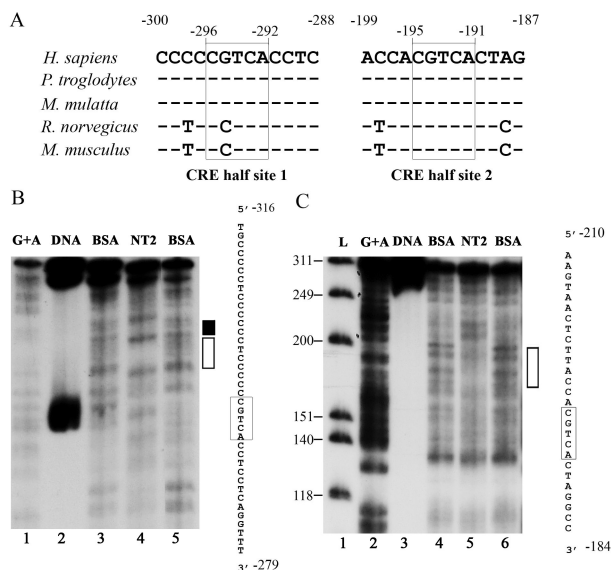 A
-300 -296 -292 -288 -199 -195 -191 -187
H. sapiens CCCCCGTCACCTC ACCACGTCACTAG
P. troglodytes ------------- -------------
M. mulatta ------------- -------------
R. norvegicus --T--C------- -T---------C-
M. musculus --T--C------- -T---------C-
CRE half site 1 CRE half site 2
B
G+A DNA BSA NT2 BSA
1 2 3 4 5
5' -316
3' -279
C
L G+A DNA BSA NT2 BSA
311
249
200
151
140
118
1 2 3 4 5 6
5' -210
AAGTAACTCTTACCACGTCACTAGGCC
3' -184